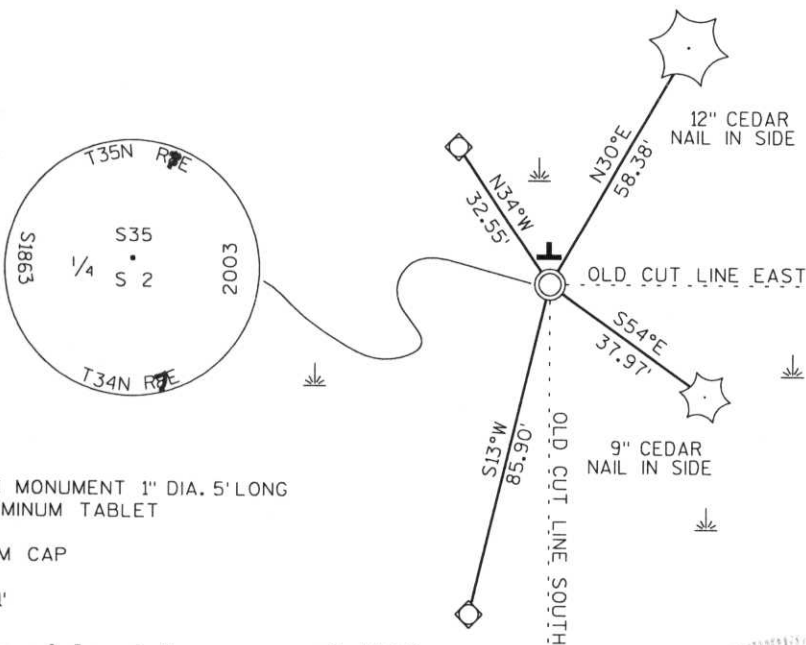 T35N R7E
S1863
1/4
S35
S 2
2003
T34N R7E
12" CEDAR
NAIL IN SIDE
N30°E
58.38'
N34°W
32.55'
OLD CUT LINE EAST
S54°E
37.97'
9" CEDAR
NAIL IN SIDE
S13°W
85.90'
OLD CUT LINE SOUTH
MONUMENT 1" DIA. 5' LONG
MINUM TABLET
M CAP